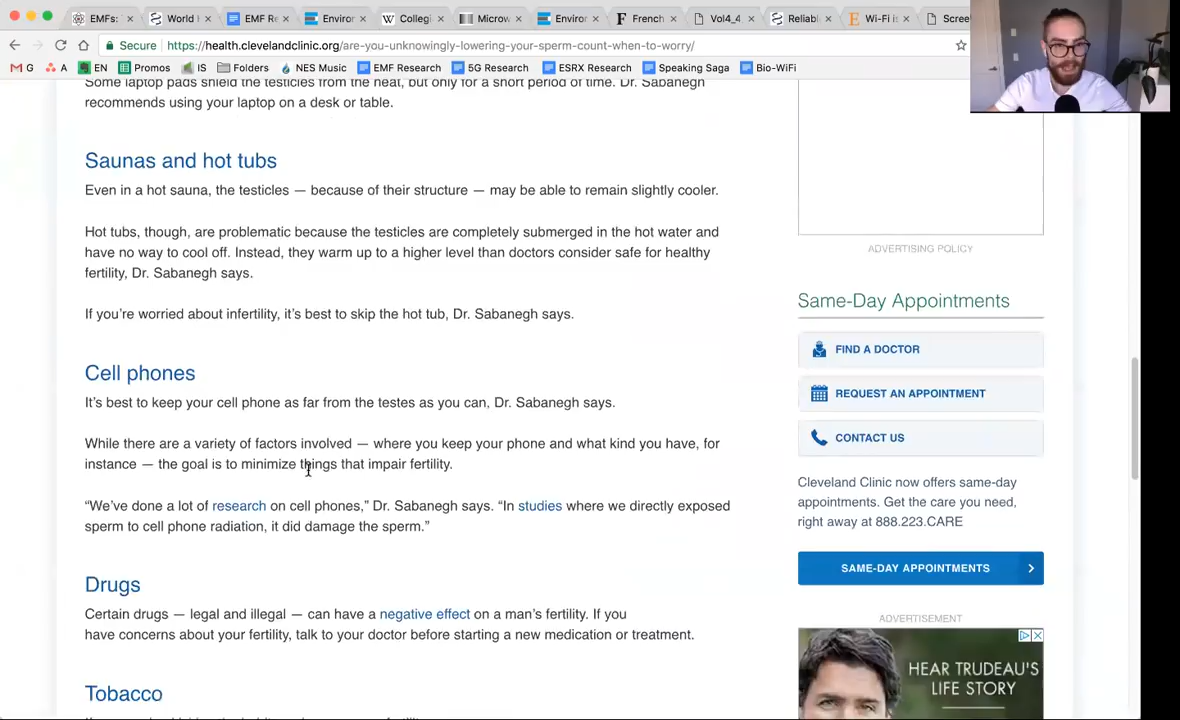 EMFs:
World
EMF Re
Enviror
Collegi
Microw
Enviror
French
Vol4_4
Reliabl
Wi-Fi is
Scree
Secure https://health.clevelandclinic.org/are-you-unknowingly-lowering-your-sperm-count-when-to-worry/
G
A
EN
Promos
IS
Folders
NES Music
EMF Research
5G Research
ESRX Research
Speaking Saga
Bio-WiFi
Some laptop pads shield the testicles from the heat, but only for a short period of time. Dr. Sabanegh
recommends using your laptop on a desk or table.
Saunas and hot tubs
Even in a hot sauna, the testicles — because of their structure — may be able to remain slightly cooler.
Hot tubs, though, are problematic because the testicles are completely submerged in the hot water and
have no way to cool off. Instead, they warm up to a higher level than doctors consider safe for healthy
fertility, Dr. Sabanegh says.
If you're worried about infertility, it's best to skip the hot tub, Dr. Sabanegh says.
Cell phones
It's best to keep your cell phone as far from the testes as you can, Dr. Sabanegh says.
While there are a variety of factors involved — where you keep your phone and what kind you have, for
instance — the goal is to minimize things that impair fertility.
“We've done a lot of research on cell phones,” Dr. Sabanegh says. “In studies where we directly exposed
sperm to cell phone radiation, it did damage the sperm.”
Drugs
Certain drugs — legal and illegal — can have a negative effect on a man's fertility. If you
have concerns about your fertility, talk to your doctor before starting a new medication or treatment.
Tobacco
ADVERTISING POLICY
Same-Day Appointments
FIND A DOCTOR
REQUEST AN APPOINTMENT
CONTACT US
Cleveland Clinic now offers same-day
appointments. Get the care you need,
right away at 888.223.CARE
SAME-DAY APPOINTMENTS
ADVERTISEMENT
HEAR TRUDEAU'S
LIFE STORY